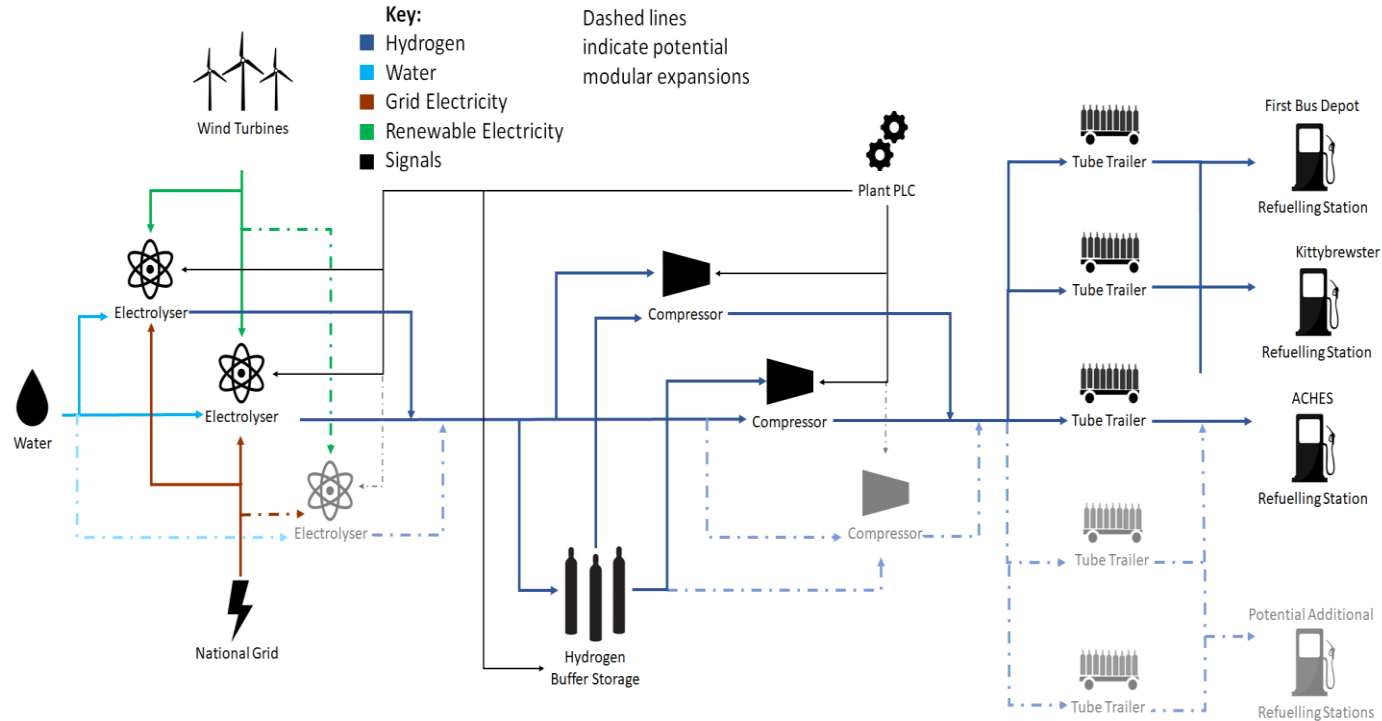 Key:
Hydrogen
Water
Grid Electricity
Renewable Electricity
Signals
Dashed lines
indicate potential
modular expansions
Wind Turbines
Plant PLC
Tube Trailer
First Bus Depot
Refuelling Station
Electrolyser
Compressor
Tube Trailer
Kittybrewster
Refuelling Station
Water
Electrolyser
Compressor
Tube Trailer
ACHES
Refuelling Station
Electrolyser
Compressor
Tube Trailer
National Grid
Hydrogen
Buffer Storage
Tube Trailer
Potential Additional
Refuelling Stations